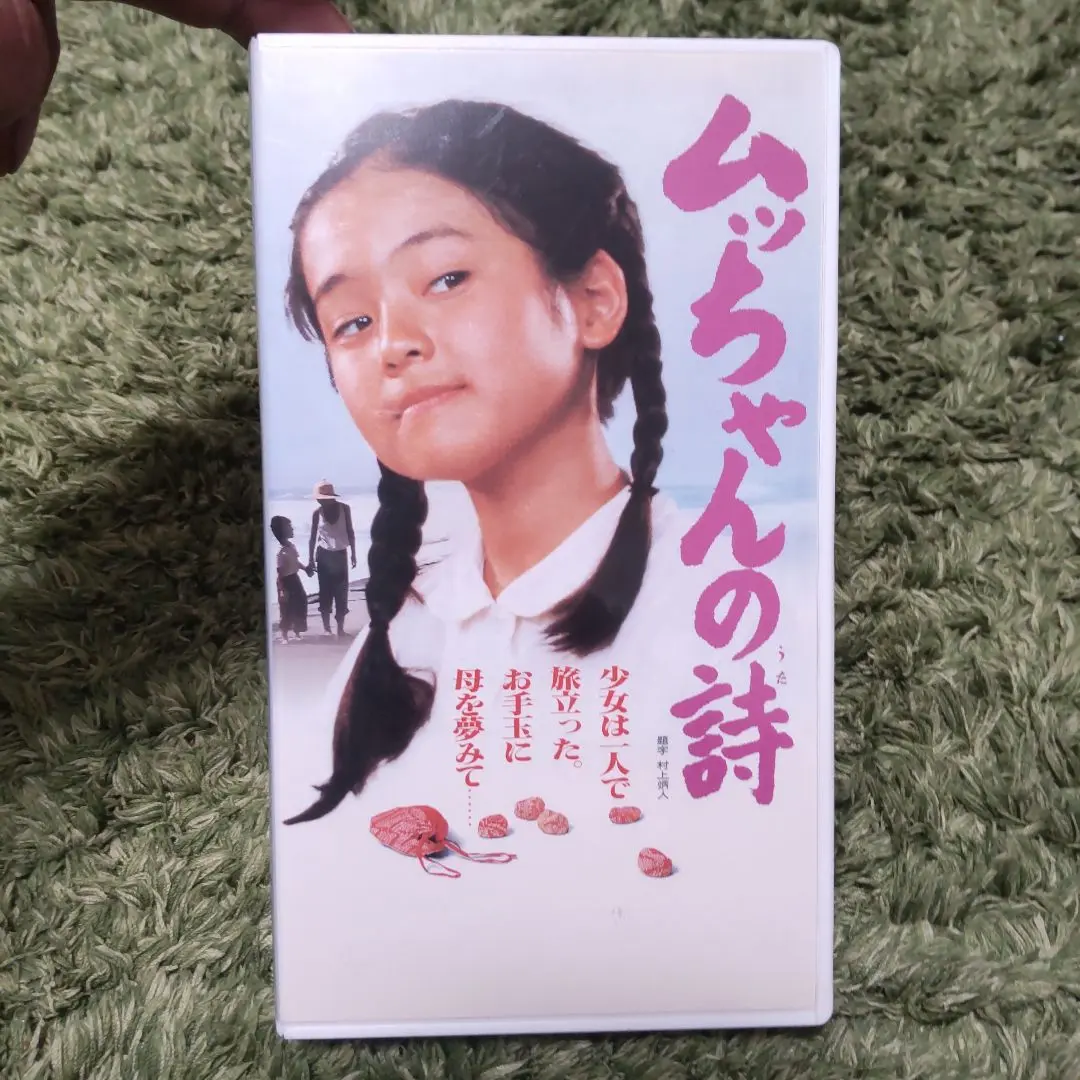 ムッちゃんの詩
うた
題字 村上炳人
少女は一人で
旅立った。
お手玉に
母を夢みて……